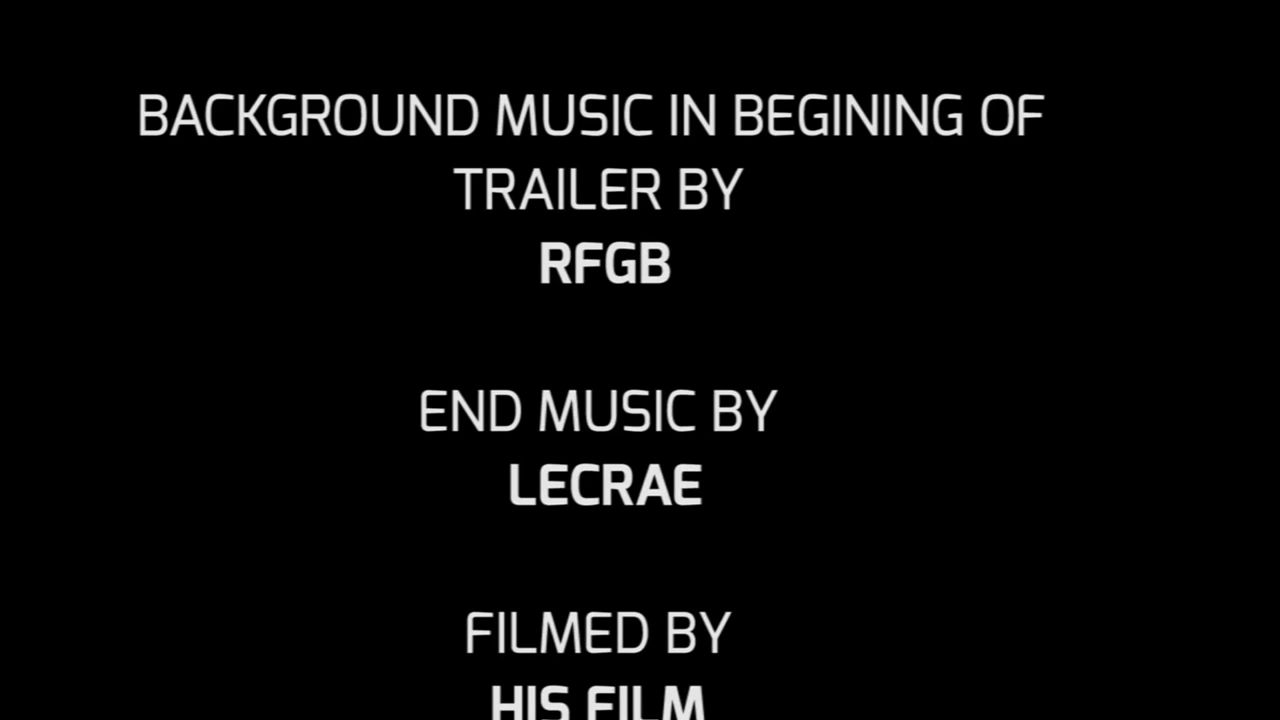 BACKGROUND MUSIC IN BEGINING OF
TRAILER BY
RFGB
END MUSIC BY
LECRAE
FILMED BY
HIS FILM